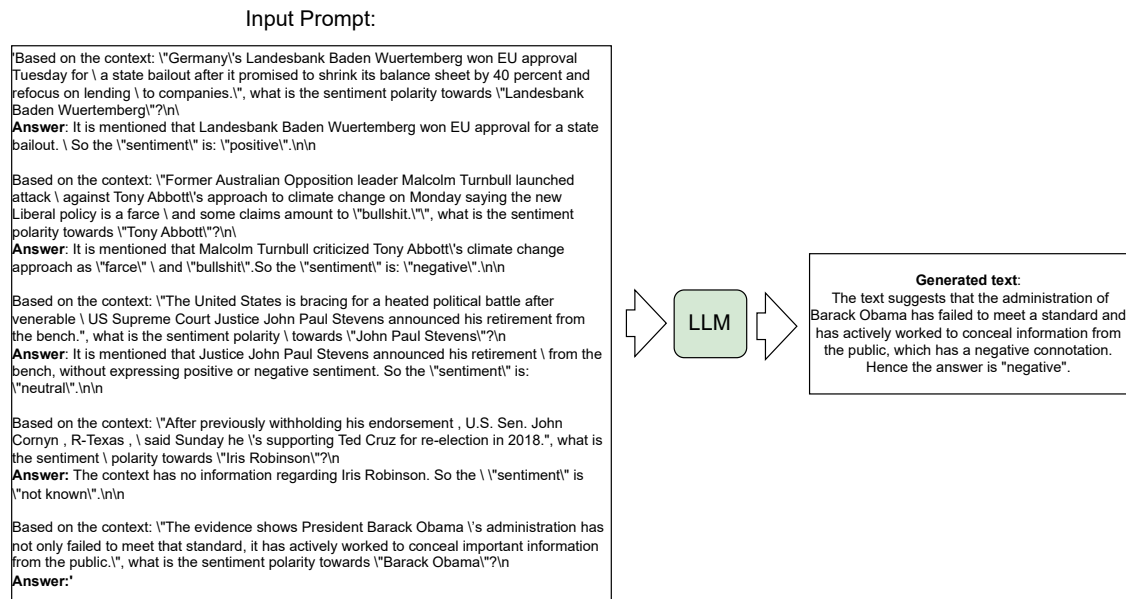 Input Prompt:
'Based on the context: \"Germany\'s Landesbank Baden Wuertemberg won EU approval
Tuesday for \ a state bailout after it promised to shrink its balance sheet by 40 percent and
refocus on lending \ to companies.\", what is the sentiment polarity towards \"Landesbank
Baden Wuertemberg\"?\n\
Answer: It is mentioned that Landesbank Baden Wuertemberg won EU approval for a state
bailout. \ So the \"sentiment\" is: \"positive\".\n\n
Based on the context: \"Former Australian Opposition leader Malcolm Turnbull launched
attack \ against Tony Abbott\'s approach to climate change on Monday saying the new
Liberal policy is a farce \ and some claims amount to \"bullshit.\"\", what is the sentiment
polarity towards \"Tony Abbott\"?\n\
Answer: It is mentioned that Malcolm Turnbull criticized Tony Abbott\'s climate change
approach as \"farce\" \ and \"bullshit\".So the \"sentiment\" is: \"negative\".\n\n
Based on the context: \"The United States is bracing for a heated political battle after
venerable \ US Supreme Court Justice John Paul Stevens announced his retirement from
the bench.", what is the sentiment polarity \ towards \"John Paul Stevens\"?\n
Answer: It is mentioned that Justice John Paul Stevens announced his retirement \ from the
bench, without expressing positive or negative sentiment. So the \"sentiment\" is:
\"neutral\".\n\n
Based on the context: \"After previously withholding his endorsement , U.S. Sen. John
Cornyn , R-Texas , \ said Sunday he \'s supporting Ted Cruz for re-election in 2018.", what is
the sentiment \ polarity towards \"Iris Robinson\"?\n
Answer: The context has no information regarding Iris Robinson. So the \ \"sentiment\" is
\"not known\".\n\n
Based on the context: \"The evidence shows President Barack Obama \'s administration has
not only failed to meet that standard, it has actively worked to conceal important information
from the public.\", what is the sentiment polarity towards \"Barack Obama\"?\n
Answer:'
LLM
Generated text:
The text suggests that the administration of
Barack Obama has failed to meet a standard and
has actively worked to conceal information from
the public, which has a negative connotation.
Hence the answer is "negative".